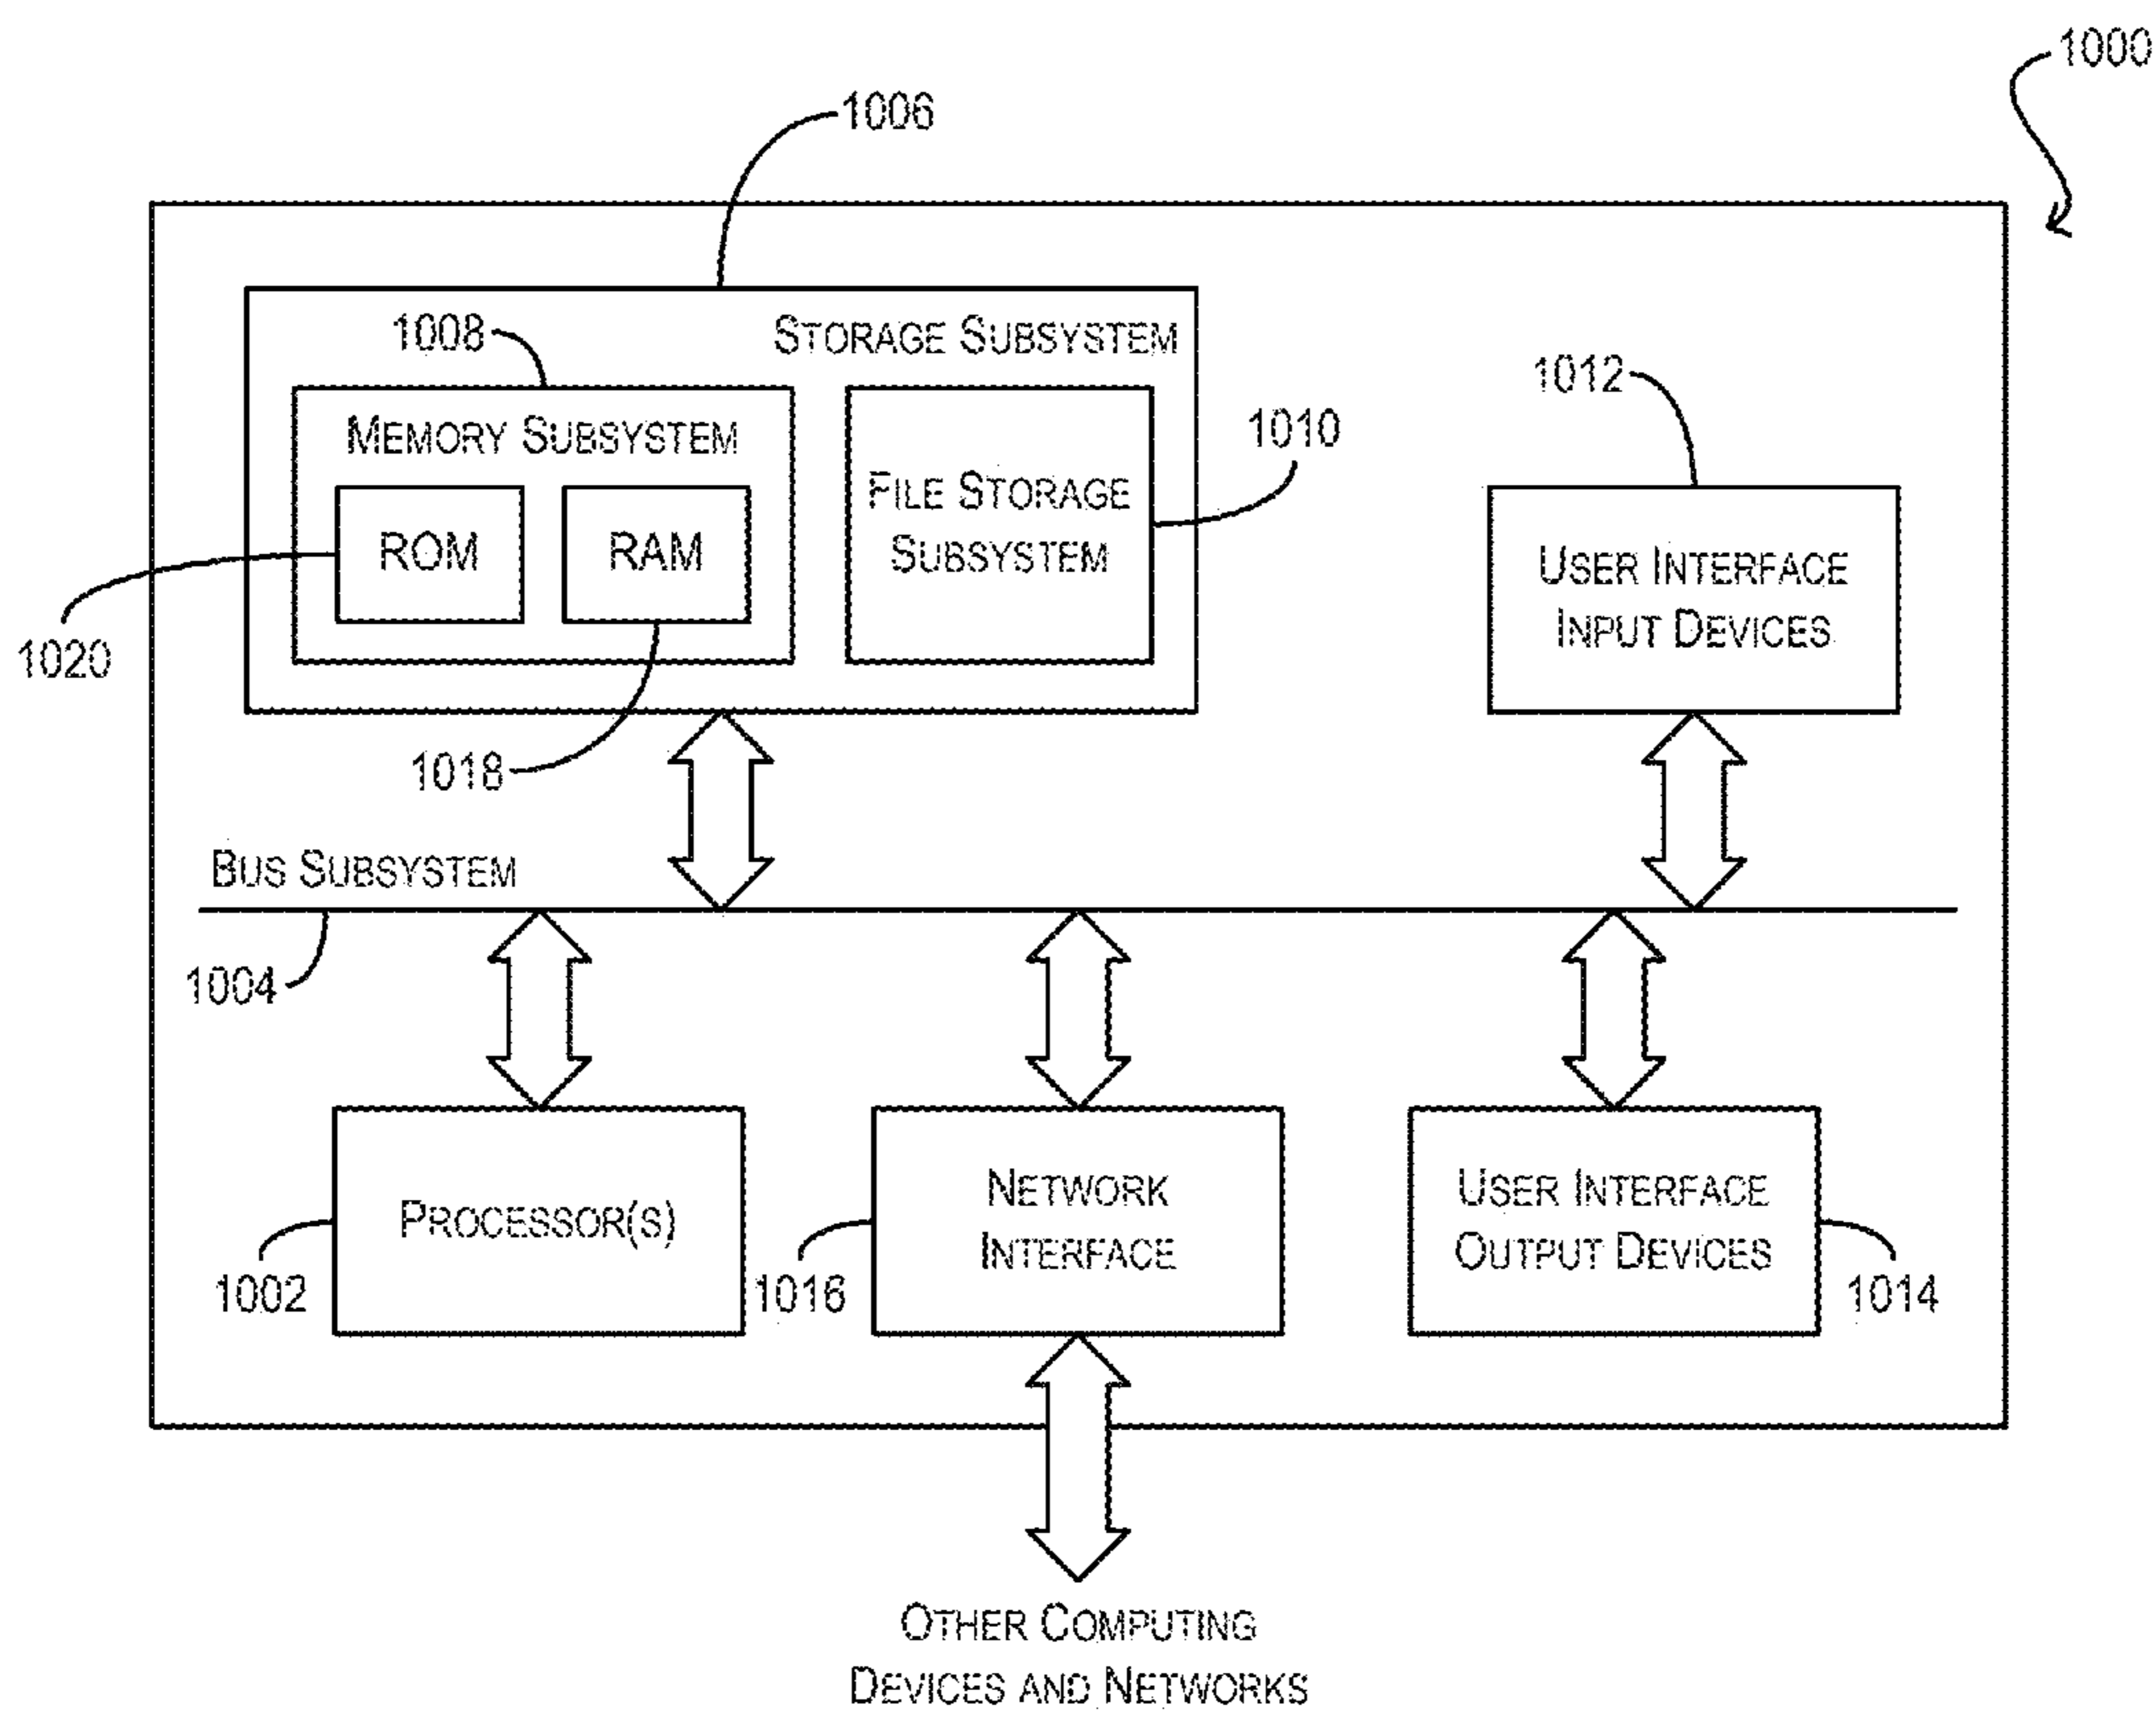 1000
1006
1008
STORAGE SUBSYSTEM
1012
MEMORY SUBSYSTEM
1010
FILE STORAGE
SUBSYSTEM
ROM
RAM
USER INTERFACE
INPUT DEVICES
1020
1018
BUS SUBSYSTEM
1004
PROCESSOR(S)
NETWORK
INTERFACE
USER INTERFACE
OUTPUT DEVICES
1002
1016
1014
OTHER COMPUTING
DEVICES AND NETWORKS